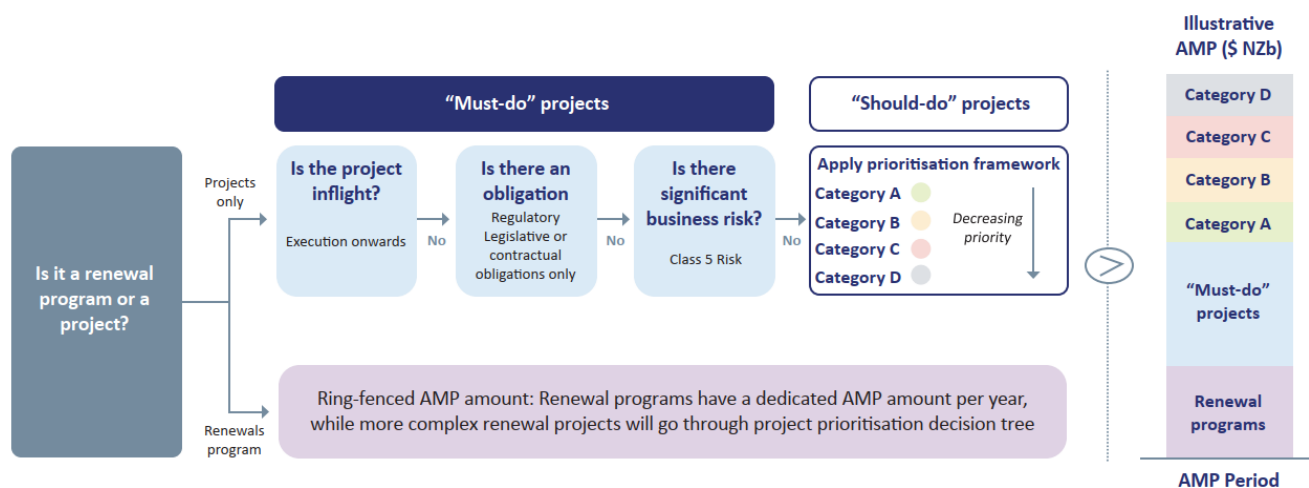 Illustrative
AMP ($ NZb)
"Must-do" projects
"Should-do" projects
Is it a renewal
program or a
project?
Projects
only
Is the project
inflight?
Execution onwards
No
Is there an
obligation
Regulatory
Legislative or
contractual
obligations only
No
Is there
significant
business risk?
Class 5 Risk
No
Apply prioritisation framework
Category A
Category B
Category C
Category D
Decreasing
priority
>
Category D
Category C
Category B
Category A
“Must-do”
projects
Renewal
programs
AMP Period
Renewals
program
Ring-fenced AMP amount: Renewal programs have a dedicated AMP amount per year,
while more complex renewal projects will go through project prioritisation decision tree